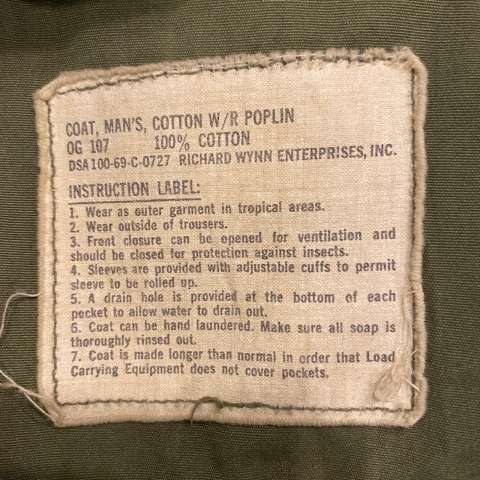 COAT, MAN'S, COTTON W/R POPLIN
OG 107 100% COTTON
DSA 100-69-C-0727 RICHARD WYNN ENTERPRISES, INC.
INSTRUCTION LABEL:
1. Wear as outer garment in tropical areas.
2. Wear outside of trousers.
3. Front closure can be opened for ventilation and
should be closed for protection against insects.
4. Sleeves are provided with adjustable cuffs to permit
sleeve to be rolled up.
5. A drain hole is provided at the bottom of each
pocket to allow water to drain out.
6. Coat can be hand laundered. Make sure all soap is
thoroughly rinsed out.
7. Coat is made longer than normal in order that Load
Carrying Equipment does not cover pockets.